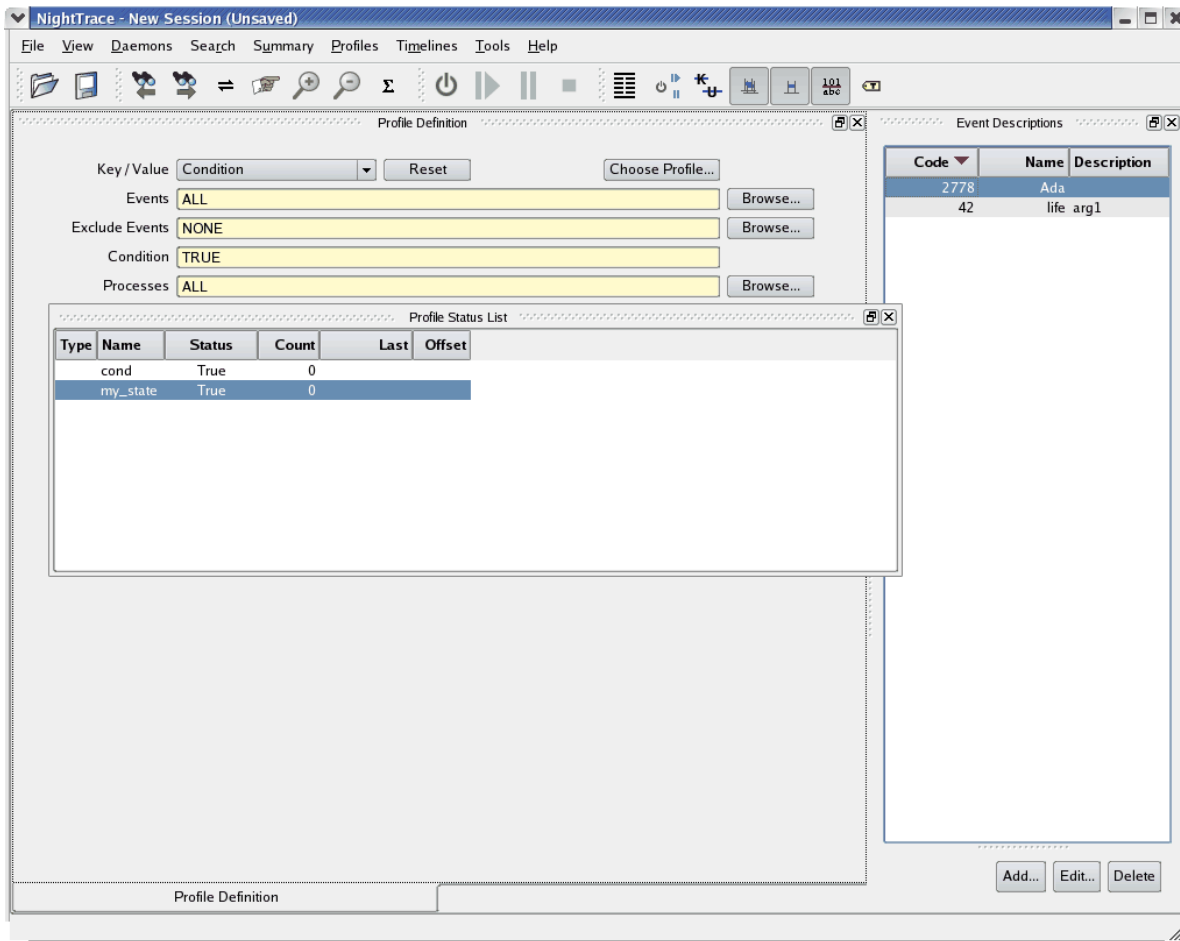 NightTrace - New Session (Unsaved)
File View Daemons Search Summary Profiles Timelines Tools Help
Σ 101 abc T
Profile Definition
Event Descriptions
Key / Value Condition Reset Choose Profile...
Events ALL Browse...
Exclude Events NONE Browse...
Condition TRUE
Processes ALL Browse...
Profile Status List
Type Name Status Count Last Offset
cond True 0
my_state True 0
Code Name Description
2778 Ada
42 life arg1
Add... Edit... Delete
Profile Definition